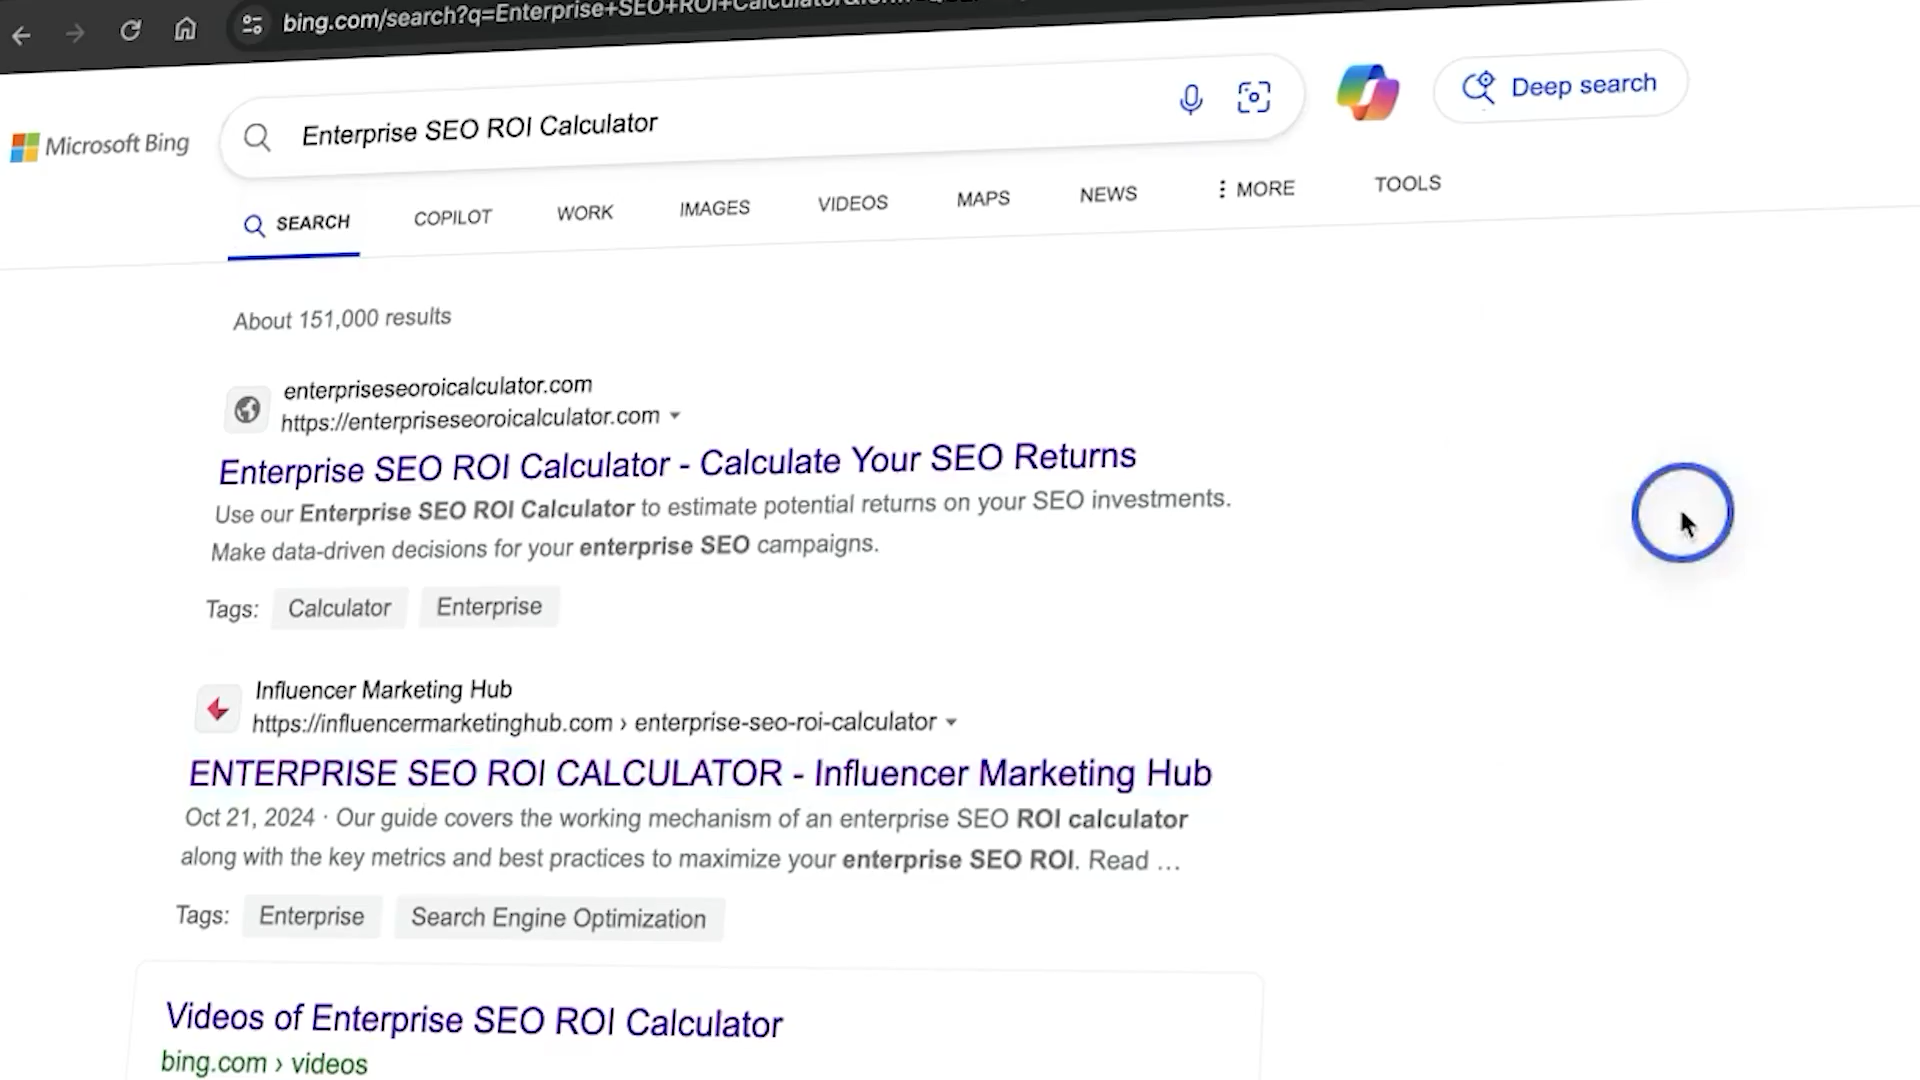 bing.com/search?q=Enterprise+SEO+ROI+Calculator
Microsoft Bing
Enterprise SEO ROI Calculator
Deep search
SEARCH
COPILOT
WORK
IMAGES
VIDEOS
MAPS
NEWS
MORE
TOOLS
About 151,000 results
enterpriseseoroicalculator.com
https://enterpriseseoroicalculator.com
Enterprise SEO ROI Calculator - Calculate Your SEO Returns
Use our Enterprise SEO ROI Calculator to estimate potential returns on your SEO investments.
Make data-driven decisions for your enterprise SEO campaigns.
Tags: Calculator Enterprise
Influencer Marketing Hub
https://influencermarketinghub.com › enterprise-seo-roi-calculator
ENTERPRISE SEO ROI CALCULATOR - Influencer Marketing Hub
Oct 21, 2024 · Our guide covers the working mechanism of an enterprise SEO ROI calculator
along with the key metrics and best practices to maximize your enterprise SEO ROI. Read …
Tags: Enterprise Search Engine Optimization
Videos of Enterprise SEO ROI Calculator
bing.com › videos